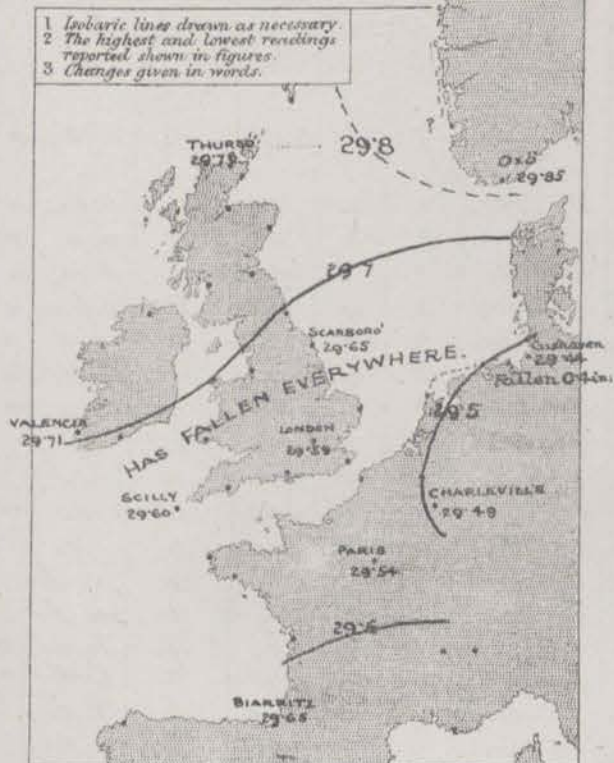 1 Isobaric lines drawn as necessary.
2 The highest and lowest readings
reported shown in figures.
3 Changes given in words.
THURSO
29·79
29·8
?
OXÖ
29·85
29·7
SCARBORO'
29·65
Cuxhaven
29·44
Fallen 0·4in.
HAS FALLEN EVERYWHERE.
29·5
VALENCIA
29·71
LONDON
29·59
SCILLY
29·60
CHARLEVILLE
29·49
PARIS
29·54
29·6
BIARRITZ
29·65